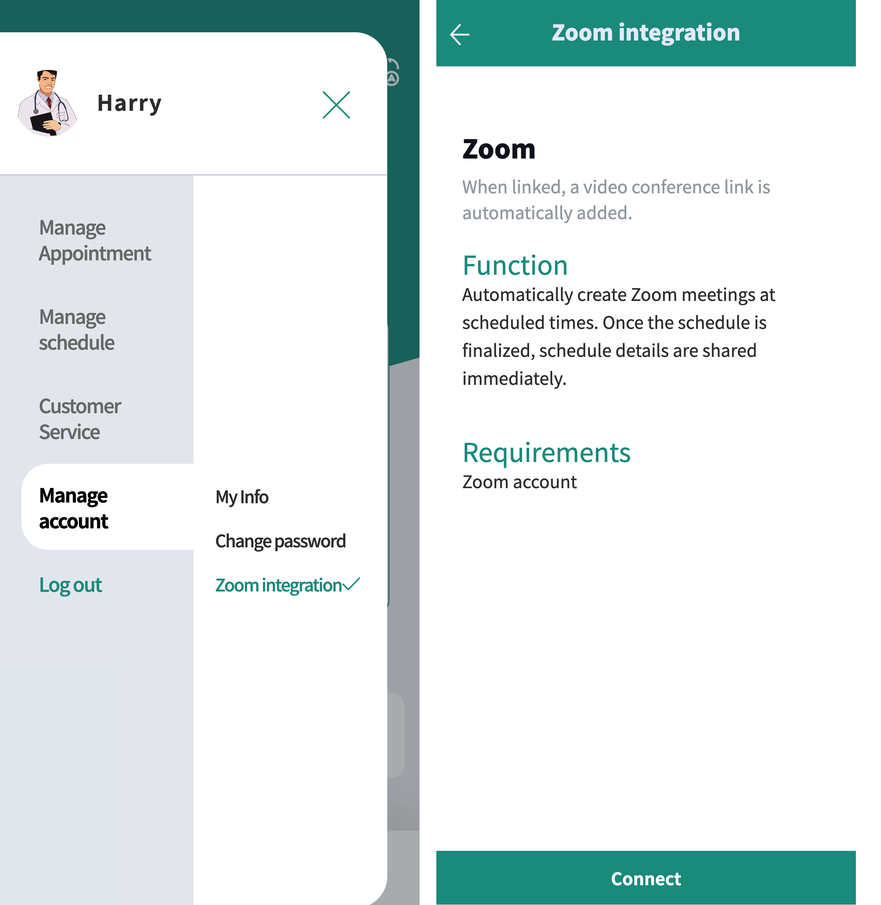 Harry
Manage
Appointment
Manage
schedule
Customer
Service
Manage
account
My Info
Change password
Log out
Zoom integration
Zoom integration
Zoom
When linked, a video conference link is
automatically added.
Function
Automatically create Zoom meetings at
scheduled times. Once the schedule is
finalized, schedule details are shared
immediately.
Requirements
Zoom account
Connect